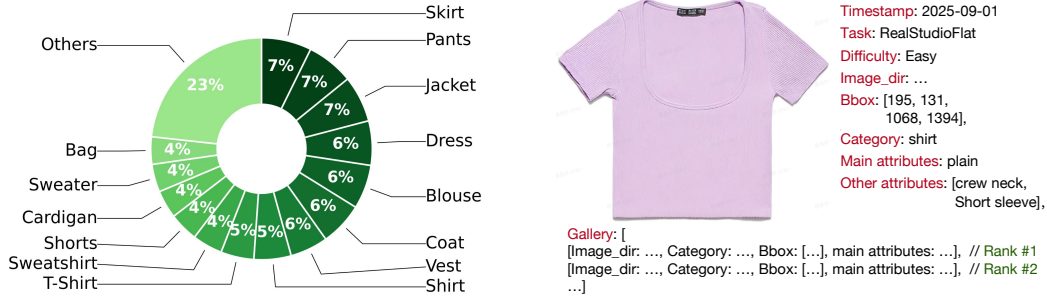 Skirt
Pants
Jacket
Dress
Blouse
Coat
Vest
Shirt
T-Shirt
Sweatshirt
Shorts
Cardigan
Sweater
Bag
Others
7%
7%
7%
6%
6%
6%
6%
5%
5%
4%
4%
4%
4%
4%
23%
Timestamp: 2025-09-01
Task: RealStudioFlat
Difficulty: Easy
Image_dir: …
Bbox: [195, 131,
1068, 1394],
Category: shirt
Main attributes: plain
Other attributes: [crew neck,
Short sleeve],
Gallery: [
[Image_dir: …, Category: …, Bbox: […], main attributes: …], // Rank #1
[Image_dir: …, Category: …, Bbox: […], main attributes: …], // Rank #2
…]